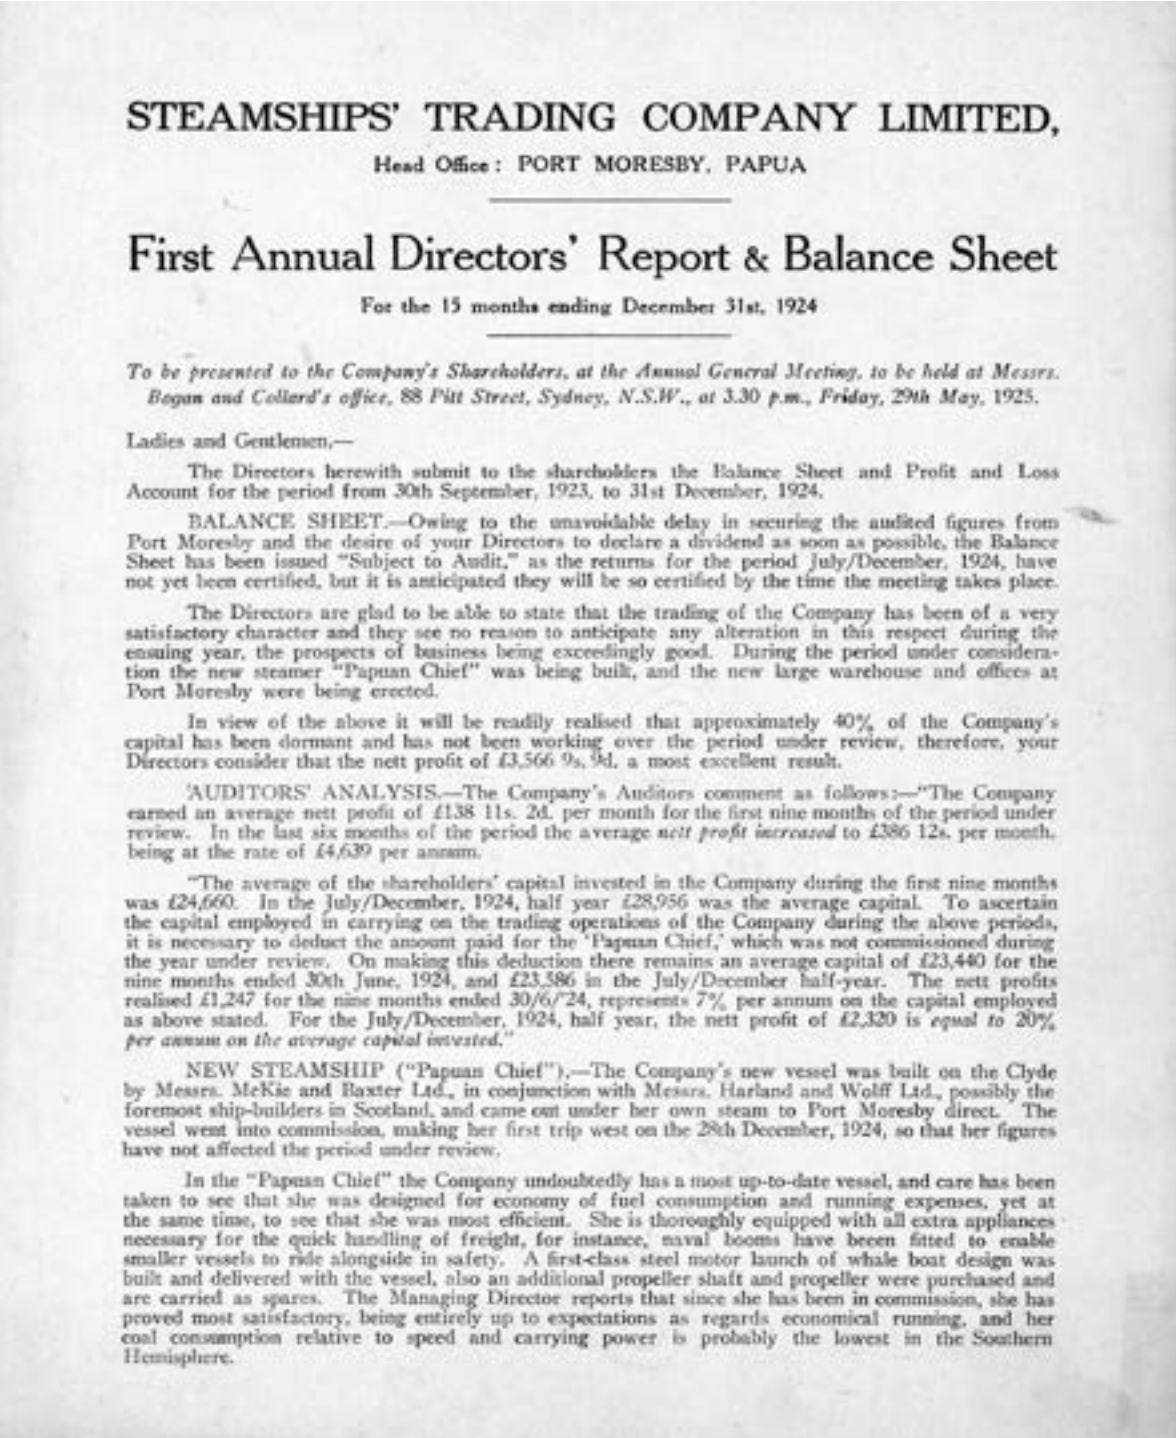 STEAMSHIPS' TRADING COMPANY LIMITED,
Head Office: PORT MORESBY, PAPUA
First Annual Directors' Report & Balance Sheet
For the 15 months ending December 31st, 1924
To be presented to the Company's Shareholders, at the Annual General Meeting, to be held at Messrs.
Bogan and Collard's office, 88 Pitt Street, Sydney, N.S.W., at 3.30 p.m., Friday, 29th May, 1925.
Ladies and Gentlemen,—
The Directors herewith submit to the shareholders the Balance Sheet and Profit and Loss
Account for the period from 30th September, 1923, to 31st December, 1924.
BALANCE SHEET.—Owing to the unavoidable delay in securing the audited figures from
Port Moresby and the desire of your Directors to declare a dividend as soon as possible, the Balance
Sheet has been issued "Subject to Audit," as the returns for the period July/December, 1924, have
not yet been certified, but it is anticipated they will be so certified by the time the meeting takes place.
The Directors are glad to be able to state that the trading of the Company has been of a very
satisfactory character and they see no reason to anticipate any alteration in this respect during the
ensuing year, the prospects of business being exceedingly good. During the period under considera-
tion the new steamer "Papuan Chief" was being built, and the new large warehouse and offices at
Port Moresby were being erected.
In view of the above it will be readily realised that approximately 40% of the Company's
capital has been dormant and has not been working over the period under review, therefore, your
Directors consider that the nett profit of £3,566 9s. 9d. a most excellent result.
'AUDITORS' ANALYSIS.—The Company's Auditors comment as follows:—"The Company
earned an average nett profit of £138 11s. 2d. per month for the first nine months of the period under
review. In the last six months of the period the average nett profit increased to £386 12s. per month,
being at the rate of £4,639 per annum.
"The average of the shareholders' capital invested in the Company during the first nine months
was £24,660. In the July/December, 1924, half year £28,956 was the average capital. To ascertain
the capital employed in carrying on the trading operations of the Company during the above periods,
it is necessary to deduct the amount paid for the 'Papuan Chief,' which was not commissioned during
the year under review. On making this deduction there remains an average capital of £23,440 for the
nine months ended 30th June, 1924, and £23,586 in the July/December half-year. The nett profits
realised £1,247 for the nine months ended 30/6/'24, represents 7% per annum on the capital employed
as above stated. For the July/December, 1924, half year, the nett profit of £2,320 is equal to 20%
per annum on the average capital invested."
NEW STEAMSHIP ("Papuan Chief").—The Company's new vessel was built on the Clyde
by Messrs. McKie and Baxter Ltd., in conjunction with Messrs. Harland and Wolff Ltd., possibly the
foremost ship-builders in Scotland, and came out under her own steam to Port Moresby direct. The
vessel went into commission, making her first trip west on the 28th December, 1924, so that her figures
have not affected the period under review.
In the "Papuan Chief" the Company undoubtedly has a most up-to-date vessel, and care has been
taken to see that she was designed for economy of fuel consumption and running expenses, yet at
the same time, to see that she was most efficient. She is thoroughly equipped with all extra appliances
necessary for the quick handling of freight, for instance, naval booms have been fitted to enable
smaller vessels to ride alongside in safety. A first-class steel motor launch of whale boat design was
built and delivered with the vessel, also an additional propeller shaft and propeller were purchased and
are carried as spares. The Managing Director reports that since she has been in commission, she has
proved most satisfactory, being entirely up to expectations as regards economical running, and her
coal consumption relative to speed and carrying power is probably the lowest in the Southern
Hemisphere.